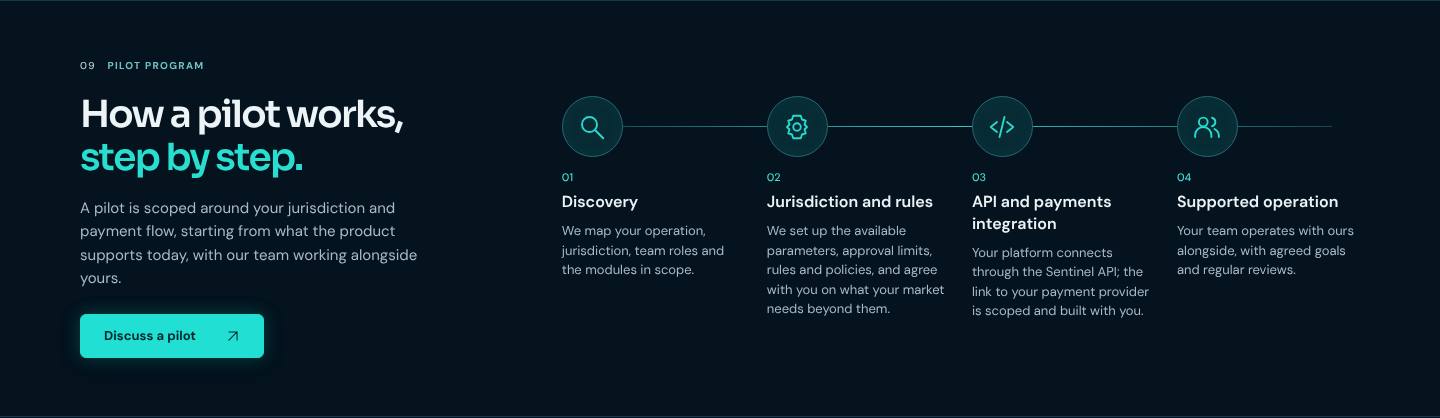 09 PILOT PROGRAM
How a pilot works,
step by step.
A pilot is scoped around your jurisdiction and
payment flow, starting from what the product
supports today, with our team working alongside
yours.
Discuss a pilot
01
Discovery
We map your operation,
jurisdiction, team roles and
the modules in scope.
02
Jurisdiction and rules
We set up the available
parameters, approval limits,
rules and policies, and agree
with you on what your market
needs beyond them.
03
API and payments
integration
Your platform connects
through the Sentinel API; the
link to your payment provider
is scoped and built with you.
04
Supported operation
Your team operates with ours
alongside, with agreed goals
and regular reviews.